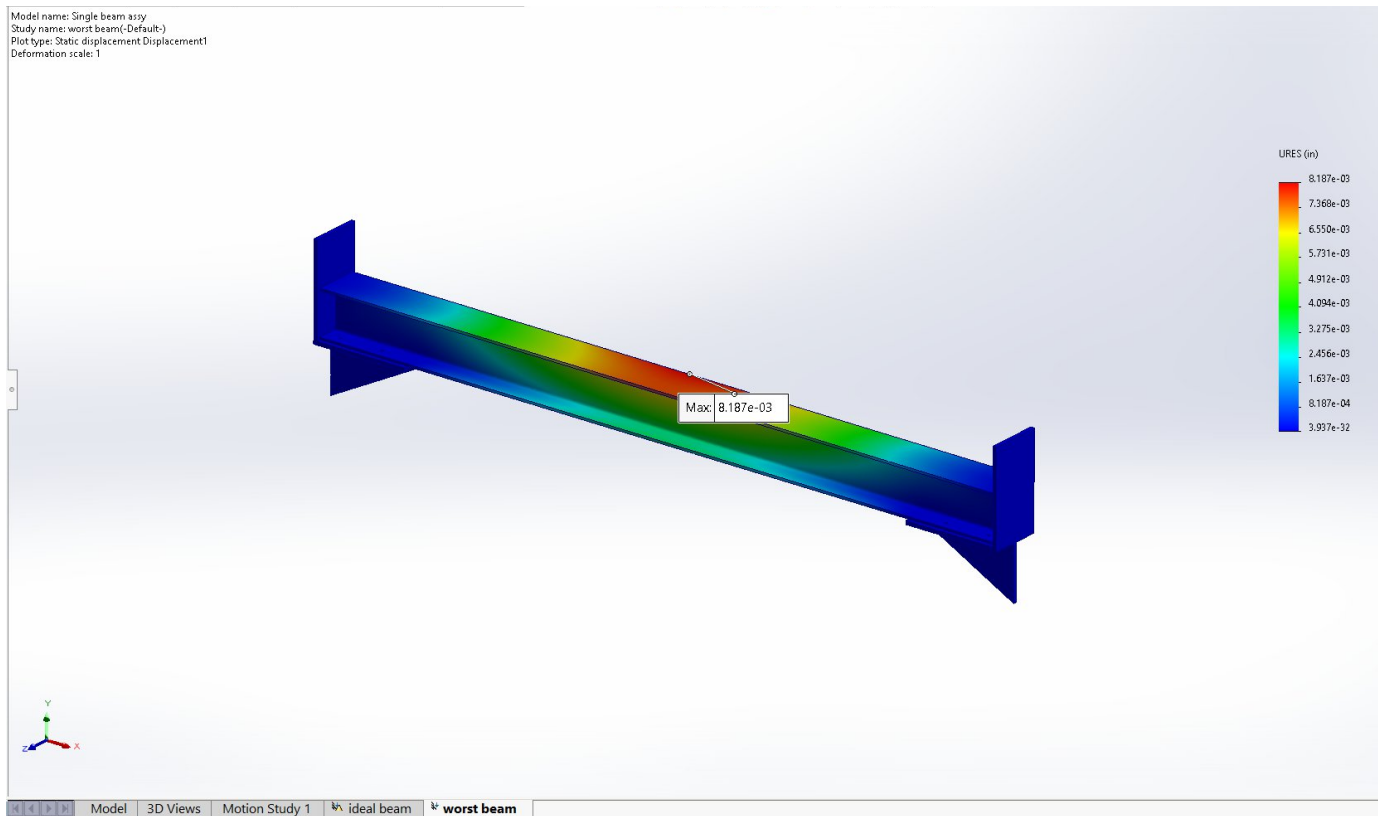 Model name: Single beam assy
Study name: worst beam(-Default-)
Plot type: Static displacement Displacement1
Deformation scale: 1
URES (in)
8.187e-03
7.368e-03
6.550e-03
5.731e-03
4.912e-03
4.094e-03
3.275e-03
2.456e-03
1.637e-03
8.187e-04
3.937e-32
Max: 8.187e-03
Y
Z
X
Model 3D Views Motion Study 1 ideal beam worst beam